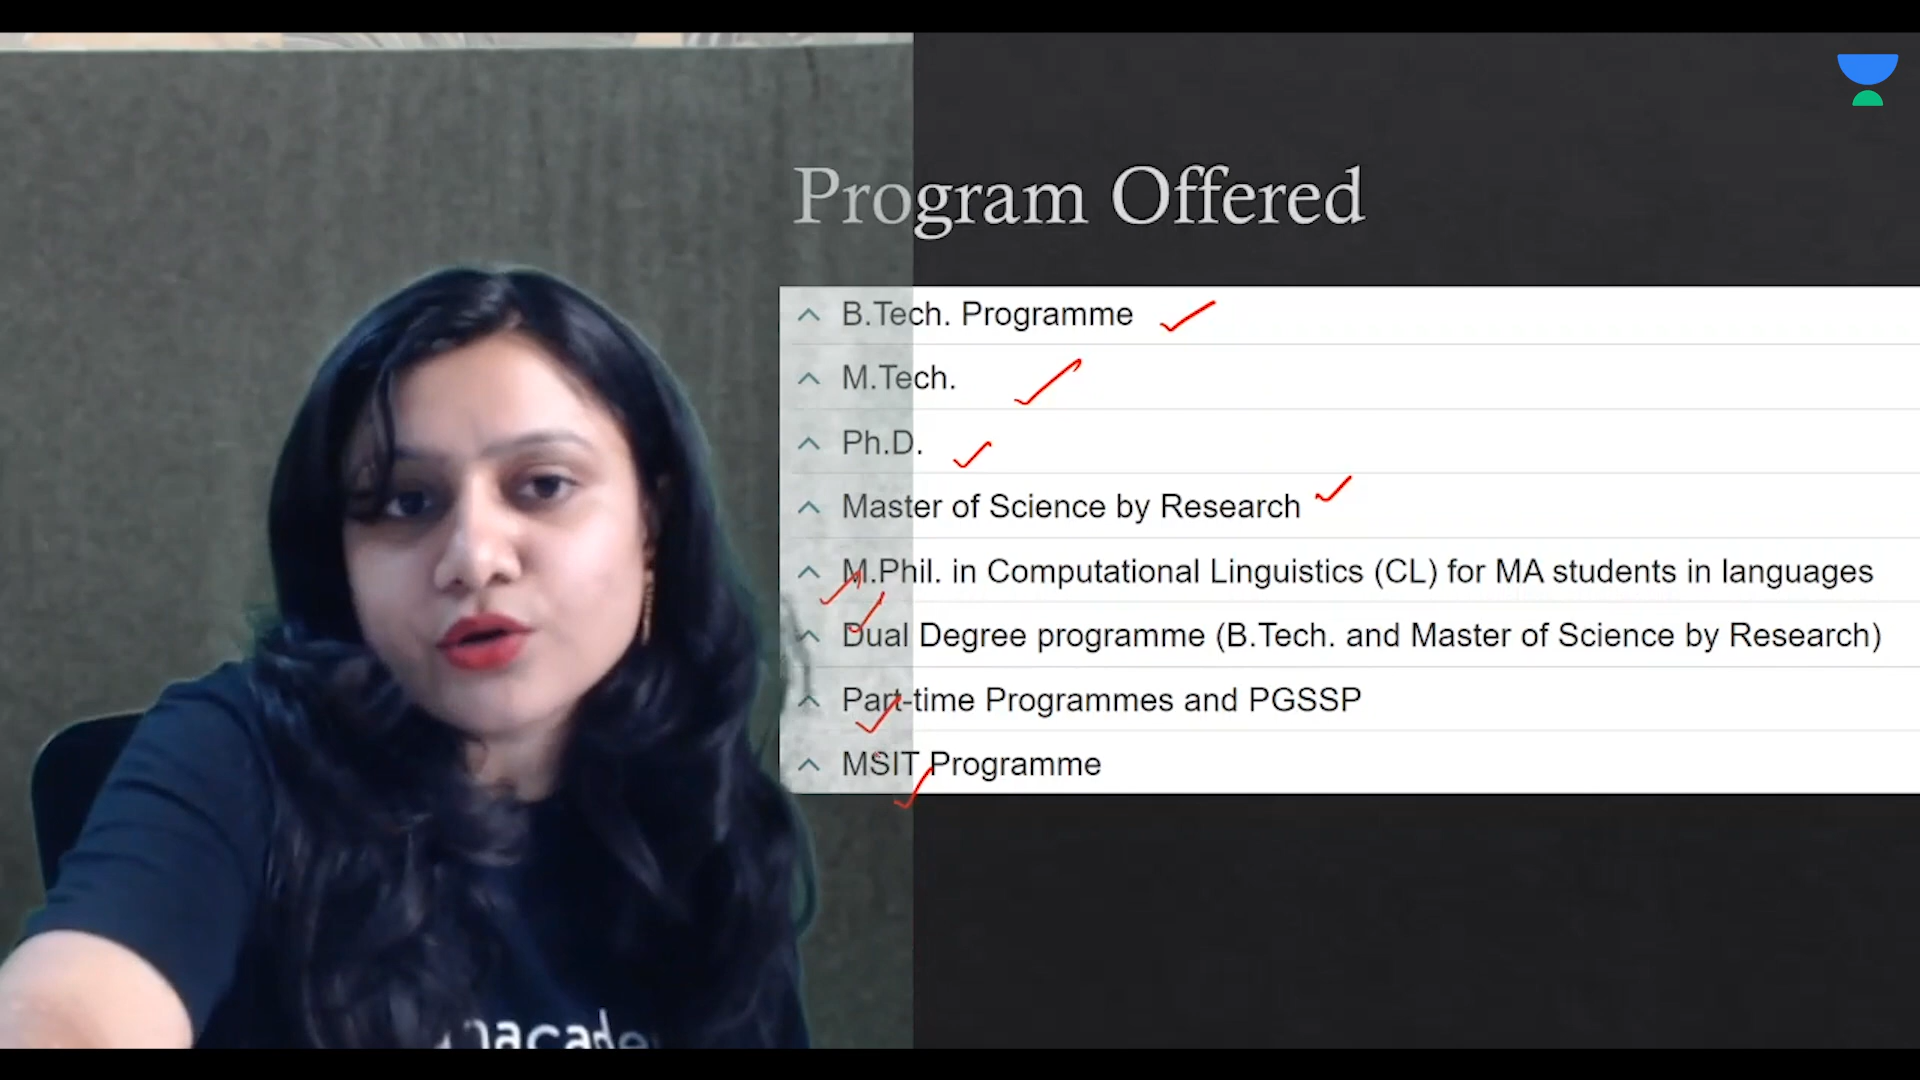 Program Offered
B.Tech. Programme
M.Tech.
Ph.D.
Master of Science by Research
M.Phil. in Computational Linguistics (CL) for MA students in languages
Dual Degree programme (B.Tech. and Master of Science by Research)
Part-time Programmes and PGSSP
MSIT Programme